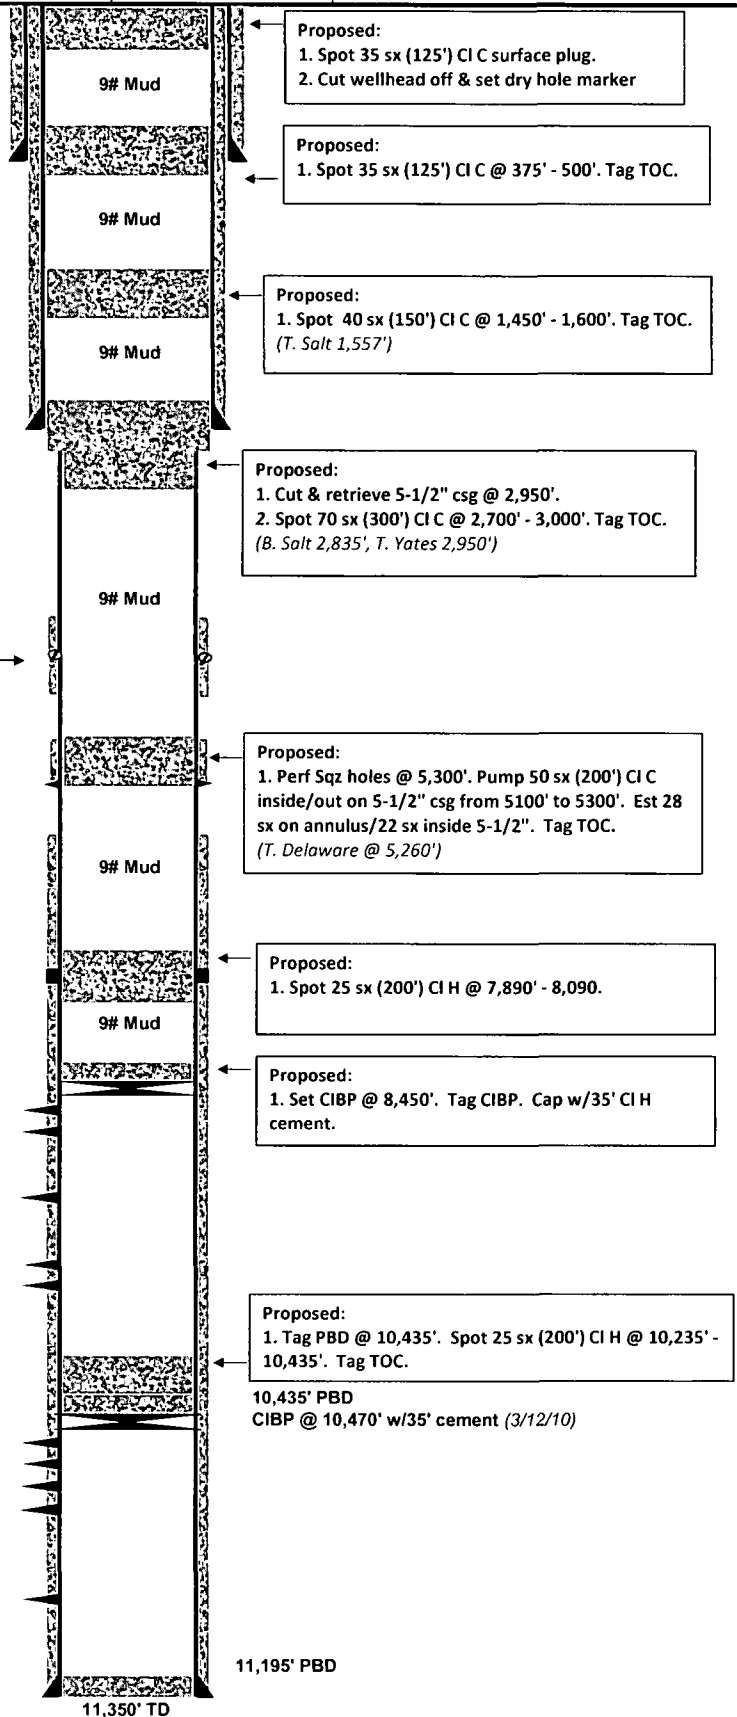 Proposed:
1. Spot 35 sx (125') Cl C surface plug.
2. Cut wellhead off & set dry hole marker
9# Mud
Proposed:
1. Spot 35 sx (125') Cl C @ 375' - 500'. Tag TOC.
9# Mud
Proposed:
1. Spot 40 sx (150') Cl C @ 1,450' - 1,600'. Tag TOC.
(T. Salt 1,557')
9# Mud
Proposed:
1. Cut & retrieve 5-1/2" csg @ 2,950'.
2. Spot 70 sx (300') Cl C @ 2,700' - 3,000'. Tag TOC.
(B. Salt 2,835', T. Yates 2,950')
9# Mud
Proposed:
1. Perf Sqz holes @ 5,300'. Pump 50 sx (200') Cl C
inside/out on 5-1/2" csg from 5100' to 5300'. Est 28
sx on annulus/22 sx inside 5-1/2". Tag TOC.
(T. Delaware @ 5,260')
9# Mud
Proposed:
1. Spot 25 sx (200') Cl H @ 7,890' - 8,090.
9# Mud
Proposed:
1. Set CIBP @ 8,450'. Tag CIBP. Cap w/35' Cl H
cement.
Proposed:
1. Tag PBD @ 10,435'. Spot 25 sx (200') Cl H @ 10,235' -
10,435'. Tag TOC.
10,435' PBD
CIBP @ 10,470' w/35' cement (3/12/10)
11,195' PBD
11,350' TD